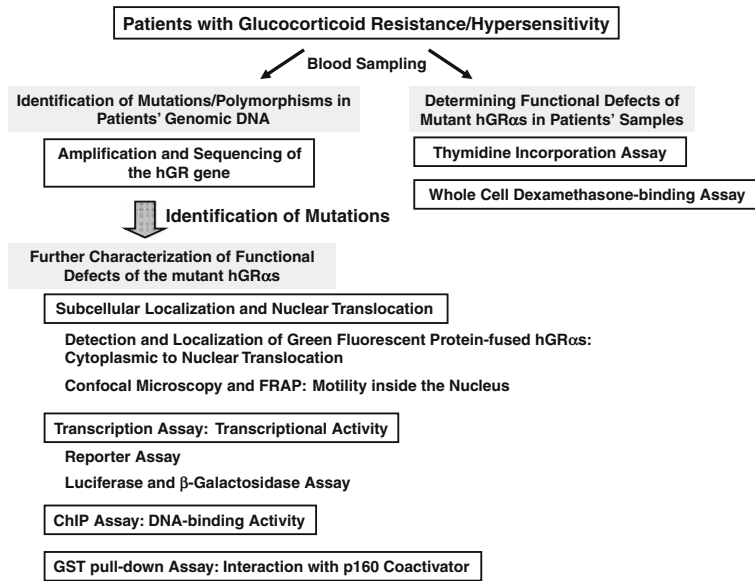 Patients with Glucocorticoid Resistance/Hypersensitivity
Blood Sampling
Identification of Mutations/Polymorphisms in
Patients' Genomic DNA
Amplification and Sequencing of
the hGR gene
Determining Functional Defects of
Mutant hGRαs in Patients' Samples
Thymidine Incorporation Assay
Whole Cell Dexamethasone-binding Assay
Identification of Mutations
Further Characterization of Functional
Defects of the mutant hGRαs
Subcellular Localization and Nuclear Translocation
Detection and Localization of Green Fluorescent Protein-fused hGRαs:
Cytoplasmic to Nuclear Translocation
Confocal Microscopy and FRAP: Motility inside the Nucleus
Transcription Assay: Transcriptional Activity
Reporter Assay
Luciferase and β-Galactosidase Assay
ChIP Assay: DNA-binding Activity
GST pull-down Assay: Interaction with p160 Coactivator